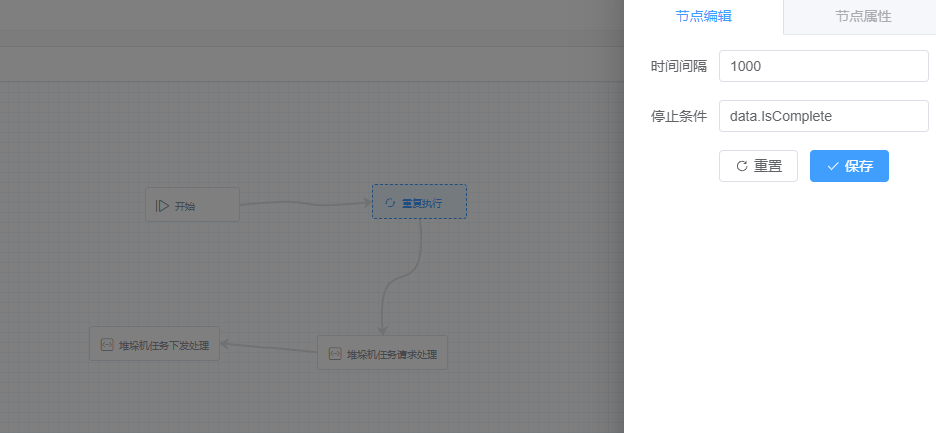 节点编辑
节点属性
时间间隔 1000
停止条件 data.IsComplete
重置 保存
开始
重复执行
堆垛机任务下发处理
堆垛机任务请求处理